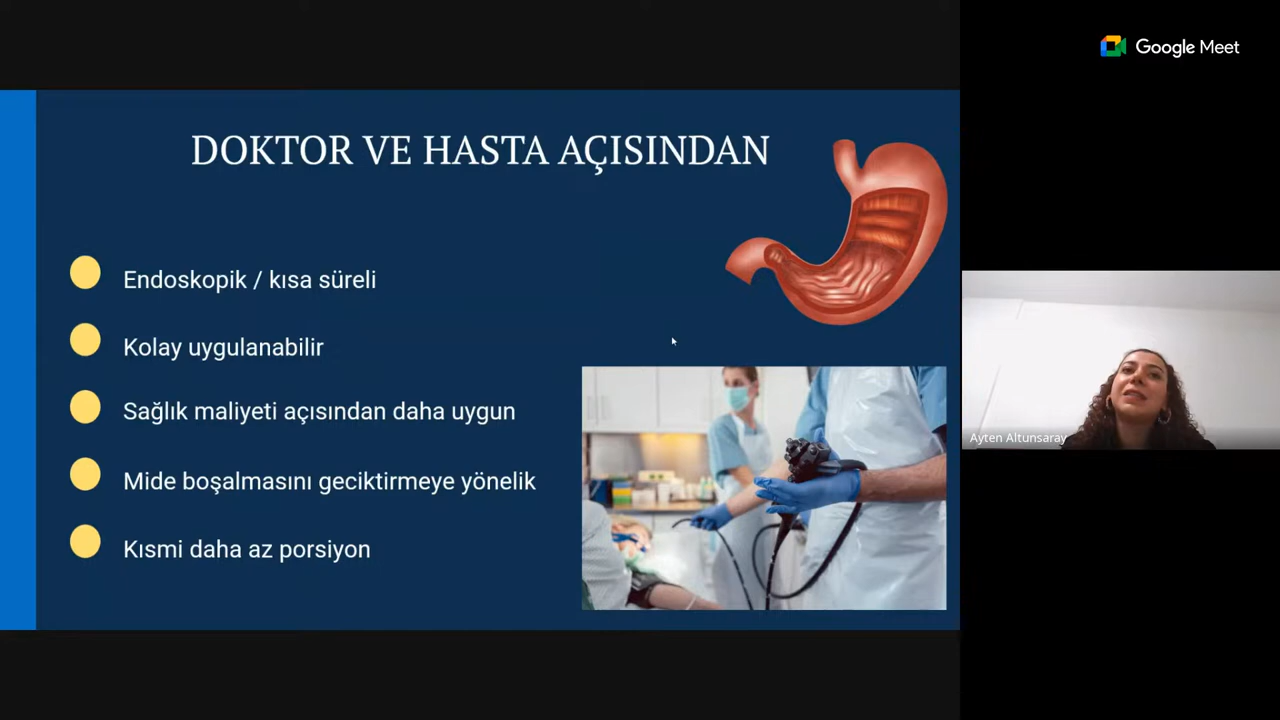 Google Meet
DOKTOR VE HASTA AÇISINDAN
Endoskopik / kısa süreli
Kolay uygulanabilir
Sağlık maliyeti açısından daha uygun
Mide boşalmasını geciktirmeye yönelik
Kısmi daha az porsiyon
Ayten Altunsaray